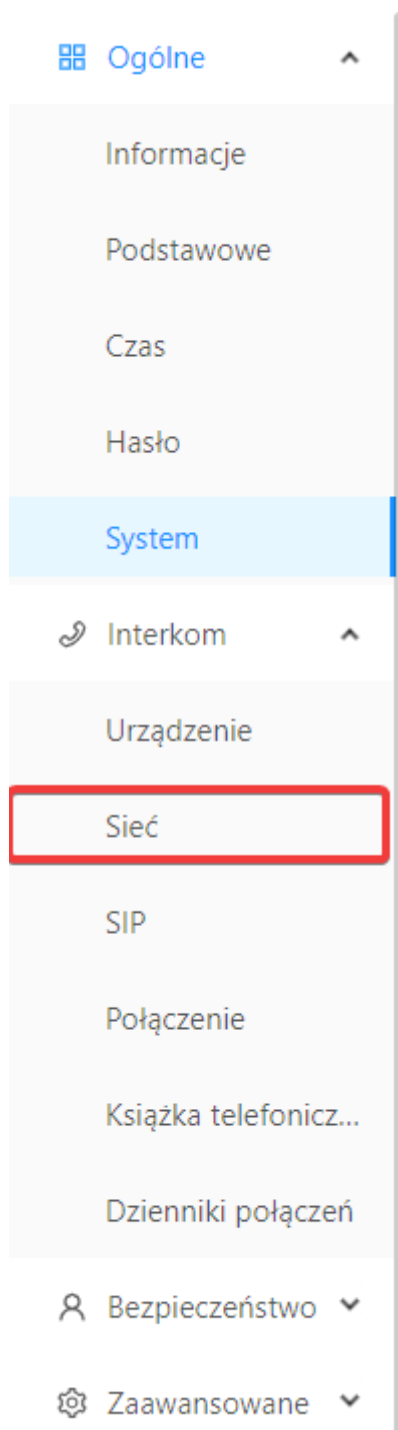 Ogólne
Informacje
Podstawowe
Czas
Hasło
System
Interkom
Urządzenie
Sieć
SIP
Połączenie
Książka telefonicz...
Dzienniki połączeń
Bezpieczeństwo
Zaawansowane